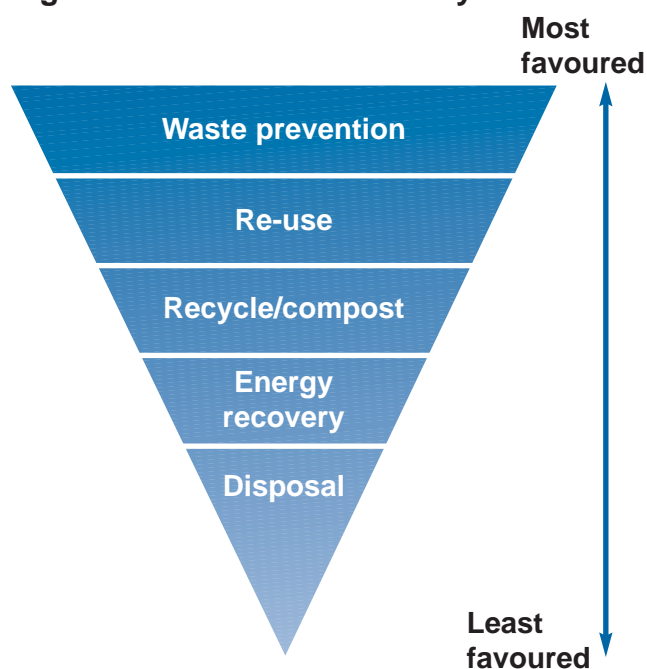 Most
favoured
Waste prevention
Re-use
Recycle/compost
Energy
recovery
Disposal
Least
favoured